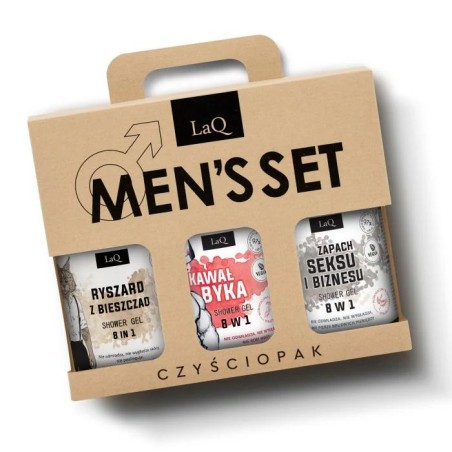 LaQ
MEN'S SET
LaQ
RYSZARD
Z BIESZCZAD
SHOWER GEL
8 IN 1
LaQ
KAWAŁ
BYKA
SHOWER GEL
8 W 1
LaQ
ZAPACH
SEKSU
I BIZNESU
SHOWER GEL
8 W 1
CZYŚCIOPAK